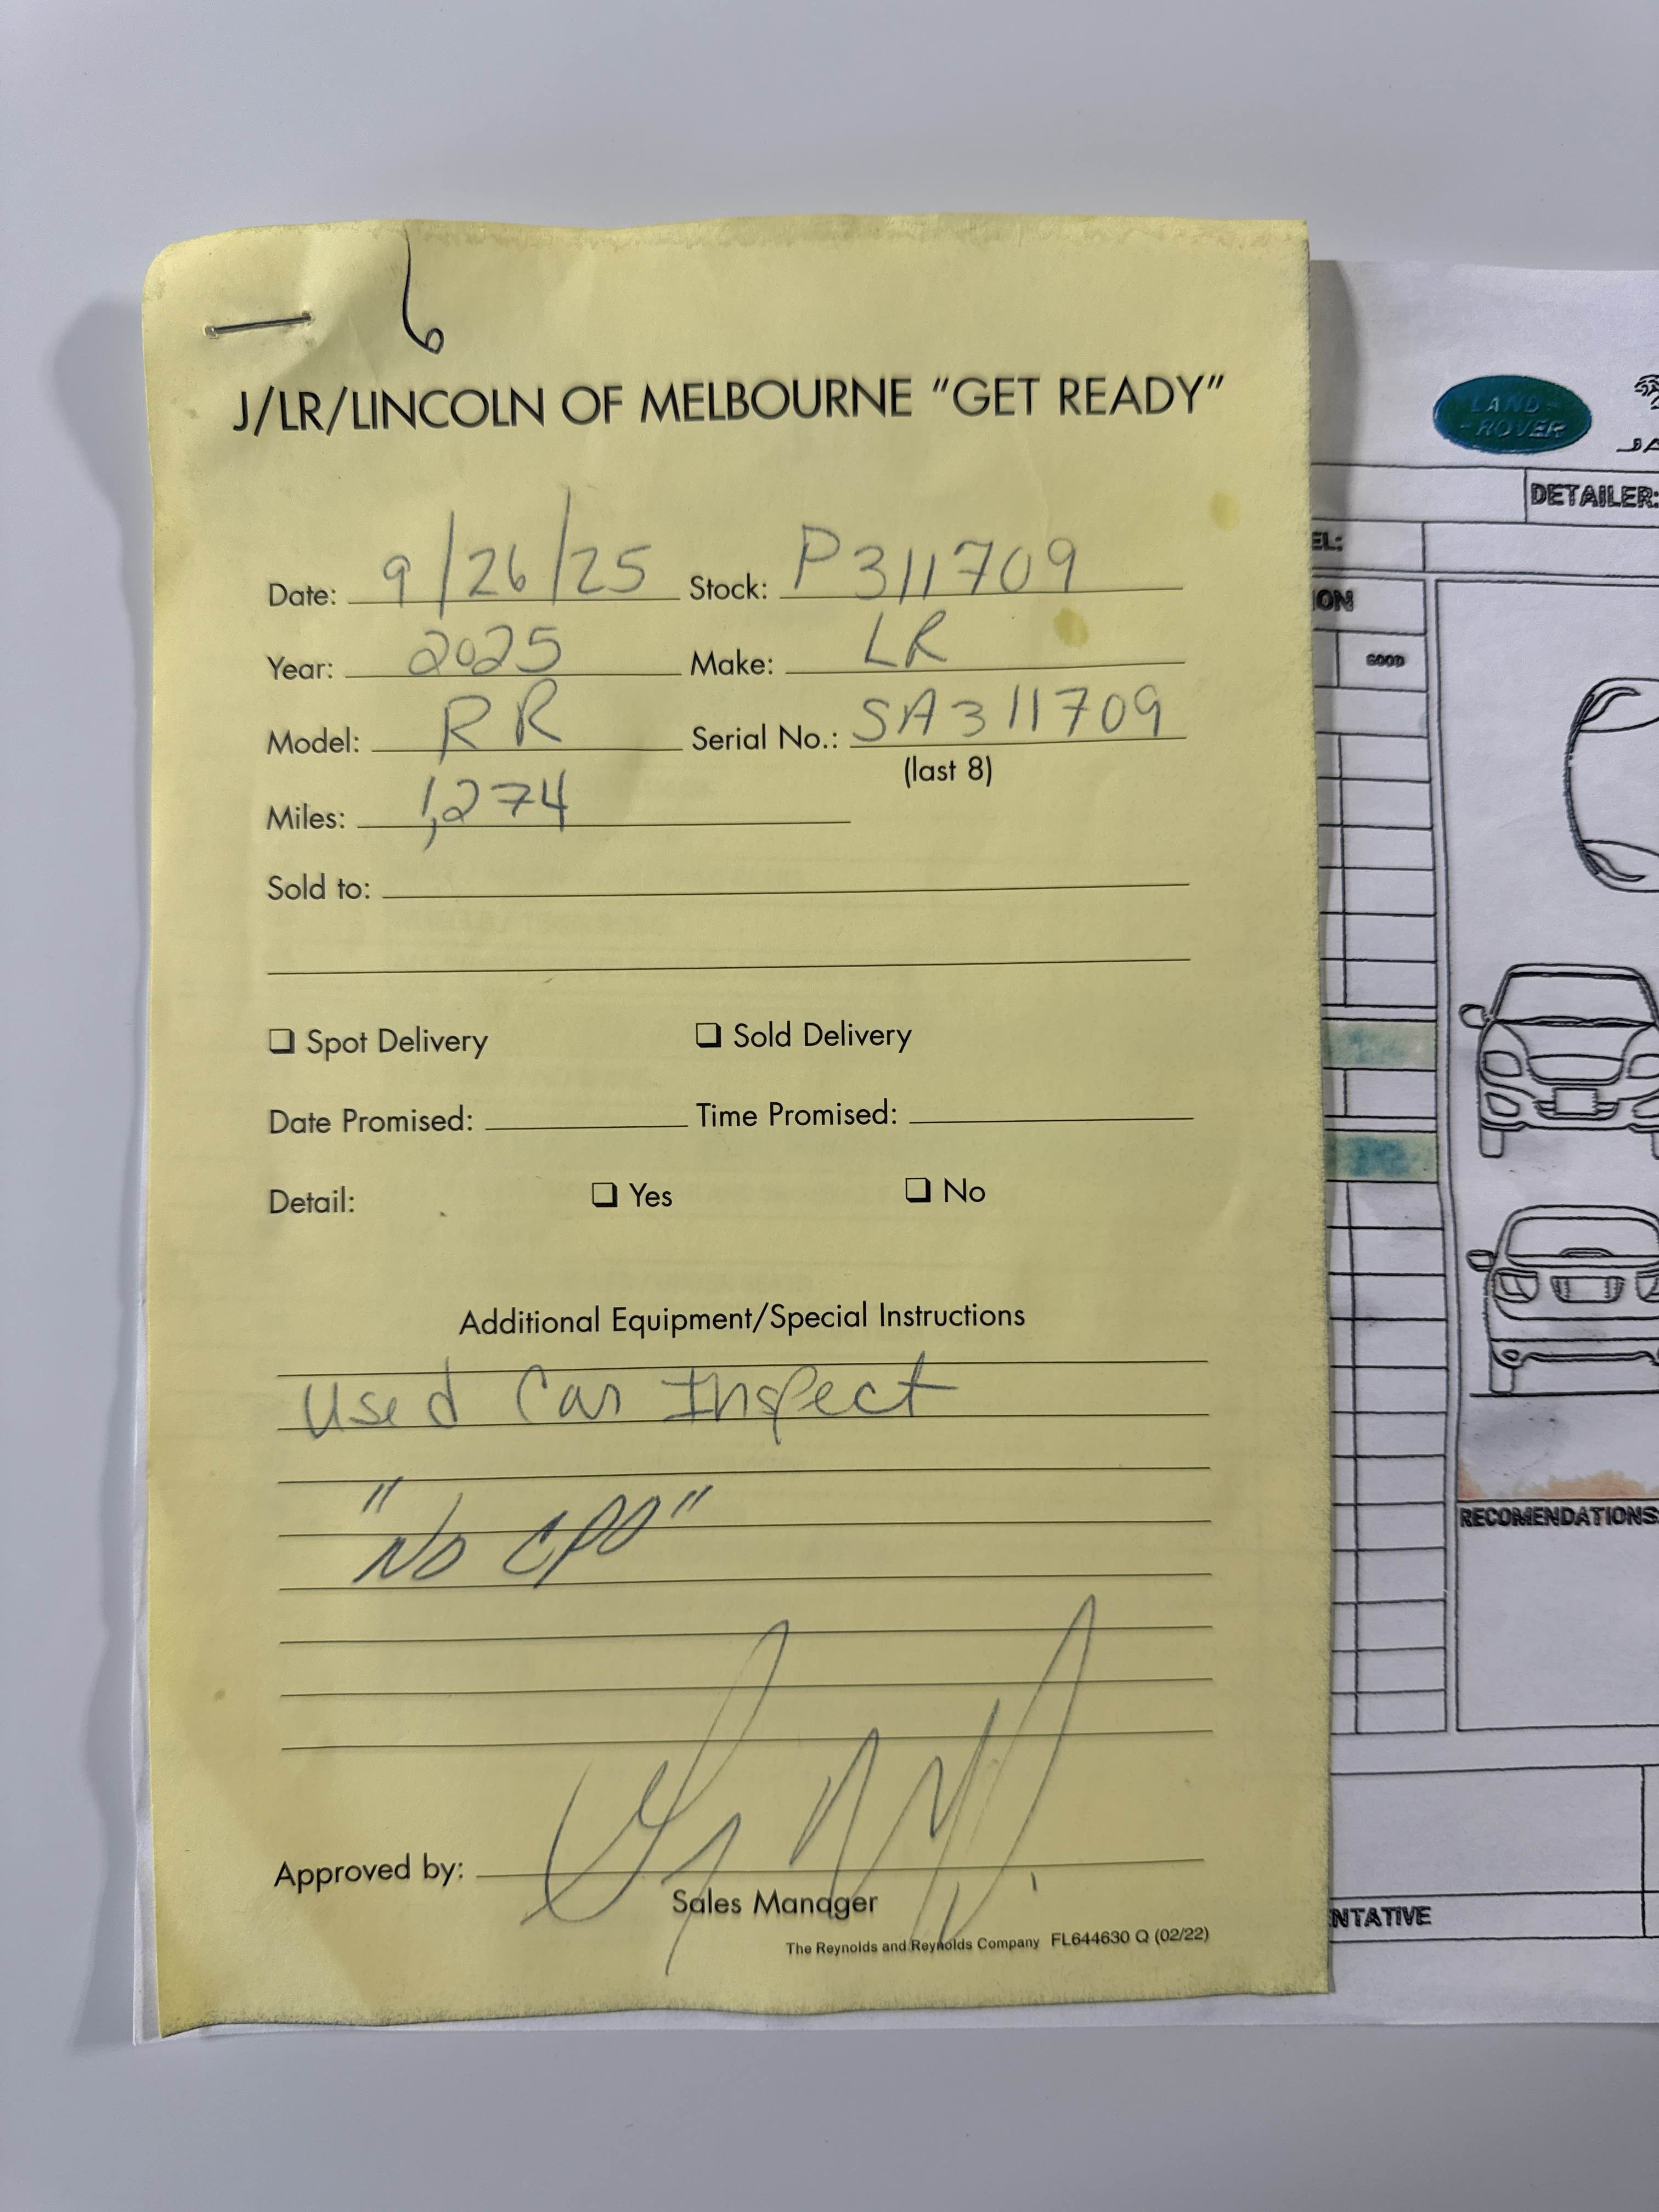 6
J/LR/LINCOLN OF MELBOURNE "GET READY"
Date: 9/26/25 Stock: P311709
Year: 2025 Make: LR
Model: RR Serial No.: SA311709
(last 8)
Miles: 1,274
Sold to:
Spot Delivery Sold Delivery
Date Promised: Time Promised:
Detail: Yes No
Additional Equipment/Special Instructions
Used Car Inspect
"No CPO"
Approved by:
Sales Manager
The Reynolds and Reynolds Company FL644630 Q (02/22)
LAND-
-ROVER
JA
DETAILER:
EL:
ION
GOOD
RECOMENDATIONS:
NTATIVE